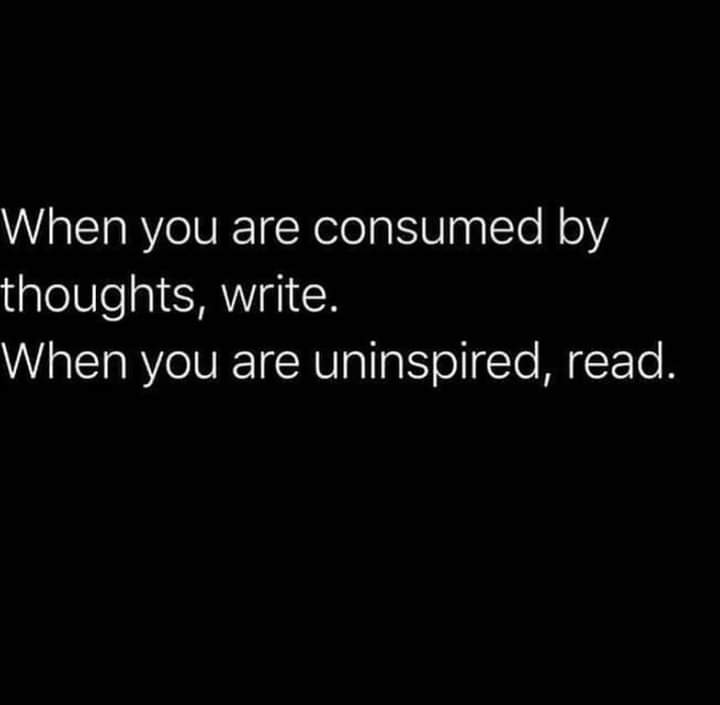 When you are consumed by
thoughts, write.
When you are uninspired, read.